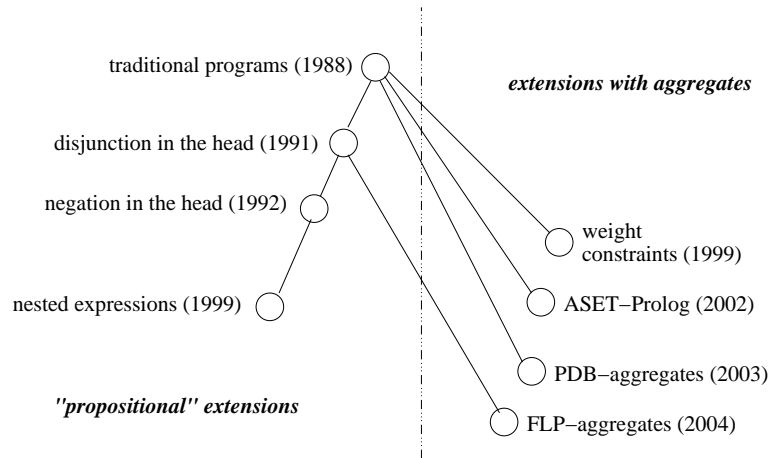 traditional programs (1988)
extensions with aggregates
disjunction in the head (1991)
negation in the head (1992)
weight
constraints (1999)
nested expressions (1999)
ASET−Prolog (2002)
PDB−aggregates (2003)
"propositional" extensions
FLP−aggregates (2004)